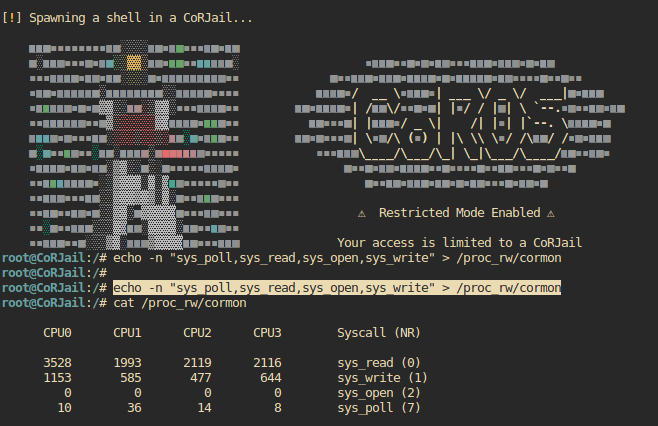 [!] Spawning a shell in a CoRJail...
⚠ Restricted Mode Enabled ⚠
Your access is limited to a CoRJail
root@CoRJail:/# echo -n "sys_poll,sys_read,sys_open,sys_write" > /proc_rw/cormon
root@CoRJail:/#
root@CoRJail:/# echo -n "sys_poll,sys_read,sys_open,sys_write" > /proc_rw/cormon
root@CoRJail:/# cat /proc_rw/cormon
CPU0 CPU1 CPU2 CPU3 Syscall (NR)
3528 1993 2119 2116 sys_read (0)
1153 585 477 644 sys_write (1)
0 0 0 0 sys_open (2)
10 36 14 8 sys_poll (7)